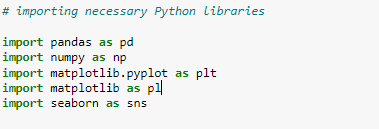 # importing necessary Python libraries
import pandas as pd
import numpy as np
import matplotlib.pyplot as plt
import matplotlib as pl
import seaborn as sns